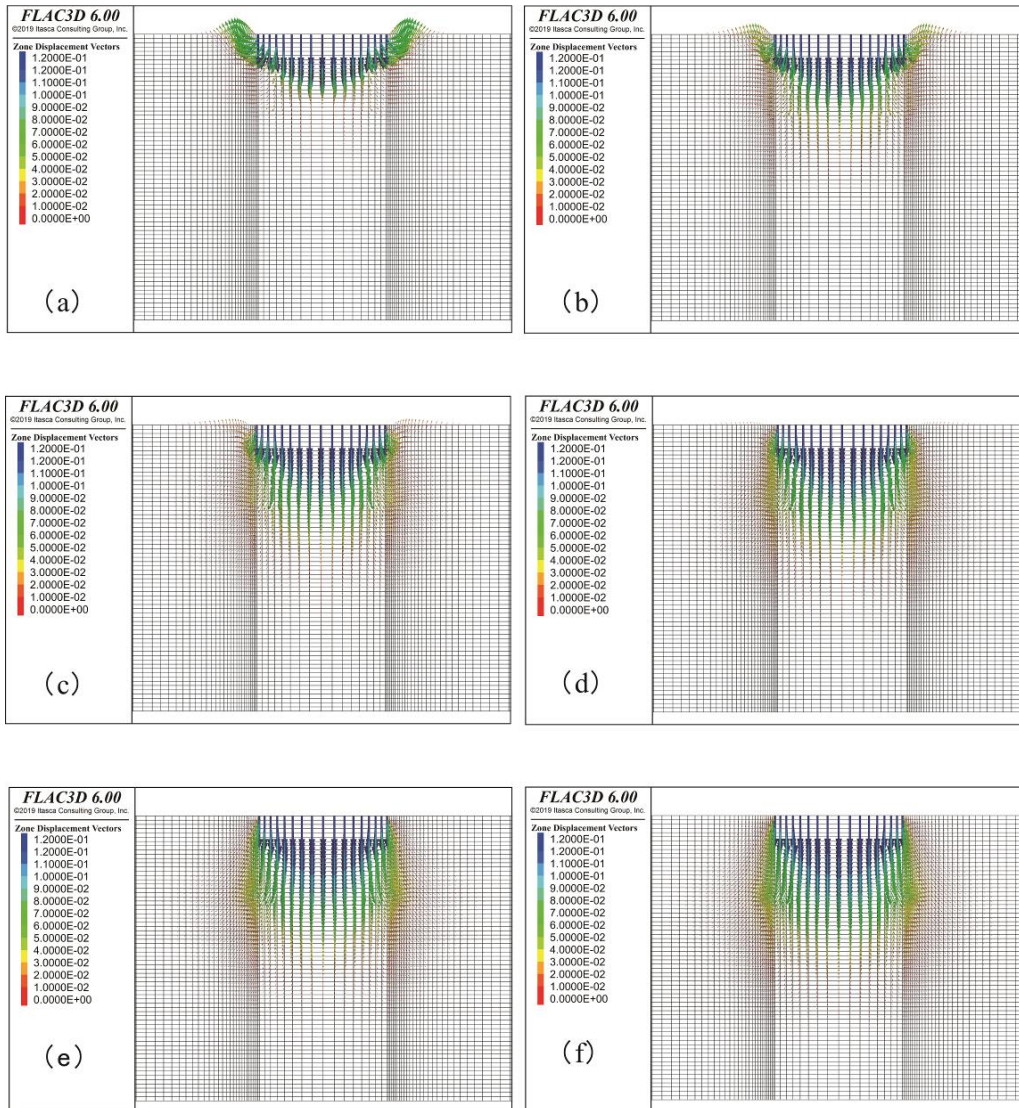 FLAC3D 6.00
©2019 Itasca Consulting Group, Inc.
Zone Displacement Vectors
1.2000E-01
1.2000E-01
1.1000E-01
1.0000E-01
9.0000E-02
8.0000E-02
7.0000E-02
6.0000E-02
5.0000E-02
4.0000E-02
3.0000E-02
2.0000E-02
1.0000E-02
0.0000E+00
（a）
FLAC3D 6.00
©2019 Itasca Consulting Group, Inc.
Zone Displacement Vectors
1.2000E-01
1.2000E-01
1.1000E-01
1.0000E-01
9.0000E-02
8.0000E-02
7.0000E-02
6.0000E-02
5.0000E-02
4.0000E-02
3.0000E-02
2.0000E-02
1.0000E-02
0.0000E+00
（b）
FLAC3D 6.00
©2019 Itasca Consulting Group, Inc.
Zone Displacement Vectors
1.2000E-01
1.2000E-01
1.1000E-01
1.0000E-01
9.0000E-02
8.0000E-02
7.0000E-02
6.0000E-02
5.0000E-02
4.0000E-02
3.0000E-02
2.0000E-02
1.0000E-02
0.0000E+00
（c）
FLAC3D 6.00
©2019 Itasca Consulting Group, Inc.
Zone Displacement Vectors
1.2000E-01
1.2000E-01
1.1000E-01
1.0000E-01
9.0000E-02
8.0000E-02
7.0000E-02
6.0000E-02
5.0000E-02
4.0000E-02
3.0000E-02
2.0000E-02
1.0000E-02
0.0000E+00
（d）
FLAC3D 6.00
©2019 Itasca Consulting Group, Inc.
Zone Displacement Vectors
1.2000E-01
1.2000E-01
1.1000E-01
1.0000E-01
9.0000E-02
8.0000E-02
7.0000E-02
6.0000E-02
5.0000E-02
4.0000E-02
3.0000E-02
2.0000E-02
1.0000E-02
0.0000E+00
（e）
FLAC3D 6.00
©2019 Itasca Consulting Group, Inc.
Zone Displacement Vectors
1.2000E-01
1.2000E-01
1.1000E-01
1.0000E-01
9.0000E-02
8.0000E-02
7.0000E-02
6.0000E-02
5.0000E-02
4.0000E-02
3.0000E-02
2.0000E-02
1.0000E-02
0.0000E+00
（f）